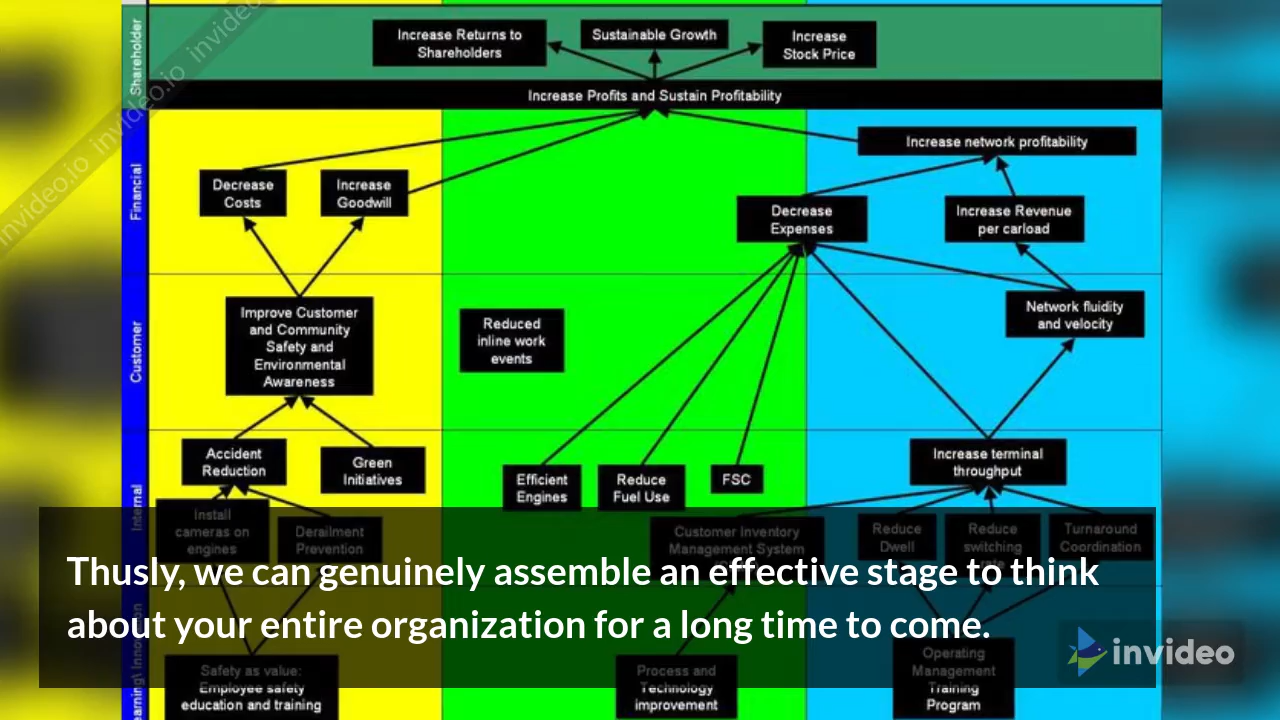 invideo.io invideo.io invideo
Shareholder
Increase Returns to
Shareholders
Sustainable Growth
Increase
Stock Price
Increase Profits and Sustain Profitability
Financial
Increase network profitability
Decrease
Costs
Increase
Goodwill
Decrease
Expenses
Increase Revenue
per carload
Customer
Improve Customer
and Community
Safety and
Environmental
Awareness
Reduced
inline work
events
Network fluidity
and velocity
Internal
Accident
Reduction
Green
Initiatives
Efficient
Engines
Reduce
Fuel Use
FSC
Increase terminal
throughput
Install
cameras on
engines
Derailment
Prevention
Customer Inventory
Management System
Reduce
Dwell
Reduce
switching
Turnaround
Coordination
Thusly, we can genuinely assemble an effective stage to think
about your entire organization for a long time to come.
invideo
Safety as value:
Employee safety
education and training
Process and
Technology
improvement
Operating
Management
Training
Program